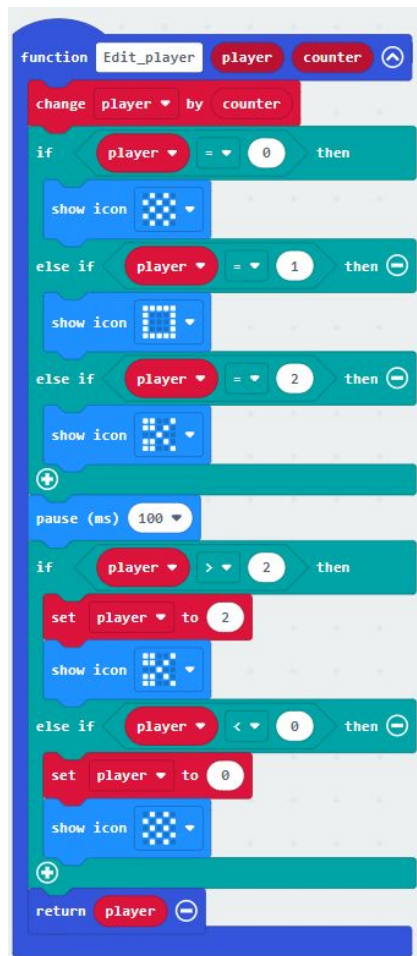 function Edit_player player counter
change player by counter
if player = 0 then
show icon
else if player = 1 then
show icon
else if player = 2 then
show icon
pause (ms) 100
if player > 2 then
set player to 2
show icon
else if player < 0 then
set player to 0
show icon
return player